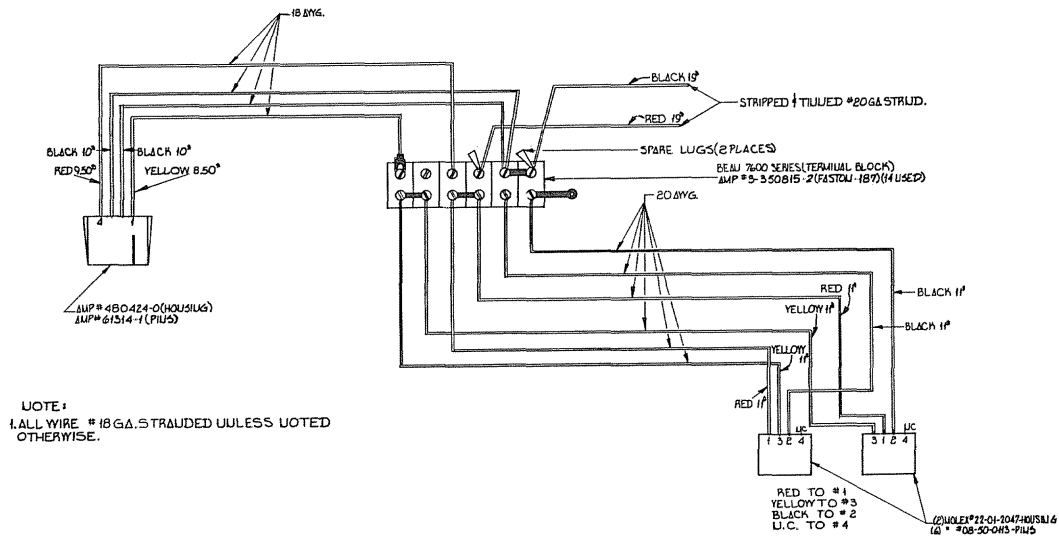 18 AWG.
BLACK 19"
STRIPPED & TINNED #20GA STRND.
RED 19"
SPARE LUGS (2 PLACES)
BEAU 7600 SERIES (TERMINAL BLOCK)
AMP #5-350815-2 (FASTON .187) (14 USED)
BLACK 10"
BLACK 10"
RED 9.50"
YELLOW 8.50"
4
1
20 AWG.
AMP #480424-0 (HOUSING)
AMP #61314-1 (PINS)
RED 11"
BLACK 11"
YELLOW 11"
BLACK 11"
YELLOW 11"
RED 11"
NOTE:
1. ALL WIRE #18 GA. STRANDED UNLESS NOTED
OTHERWISE.
NC
1 3 2 4
NC
3 1 2 4
RED TO #1
YELLOW TO #3
BLACK TO #2
N.C. TO #4
(2) MOLEX #22-01-2047-HOUSING
(6) " #08-50-0113-PINS